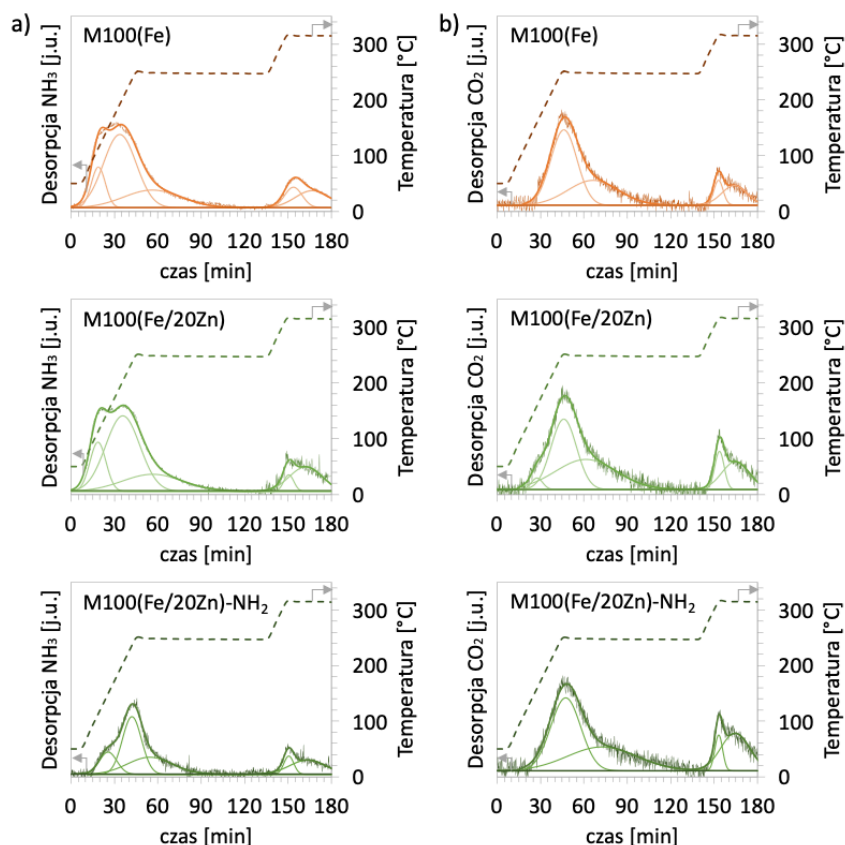 a)
M100(Fe)
Desorpcja NH₃ [j.u.]
300
200
100
0
Temperatura [°C]
0 30 60 90 120 150 180
czas [min]
b)
M100(Fe)
Desorpcja CO₂ [j.u.]
300
200
100
0
Temperatura [°C]
0 30 60 90 120 150 180
czas [min]
M100(Fe/20Zn)
Desorpcja NH₃ [j.u.]
300
200
100
0
Temperatura [°C]
0 30 60 90 120 150 180
czas [min]
M100(Fe/20Zn)
Desorpcja CO₂ [j.u.]
300
200
100
0
Temperatura [°C]
0 30 60 90 120 150 180
czas [min]
M100(Fe/20Zn)-NH₂
Desorpcja NH₃ [j.u.]
300
200
100
0
Temperatura [°C]
0 30 60 90 120 150 180
czas [min]
M100(Fe/20Zn)-NH₂
Desorpcja CO₂ [j.u.]
300
200
100
0
Temperatura [°C]
0 30 60 90 120 150 180
czas [min]